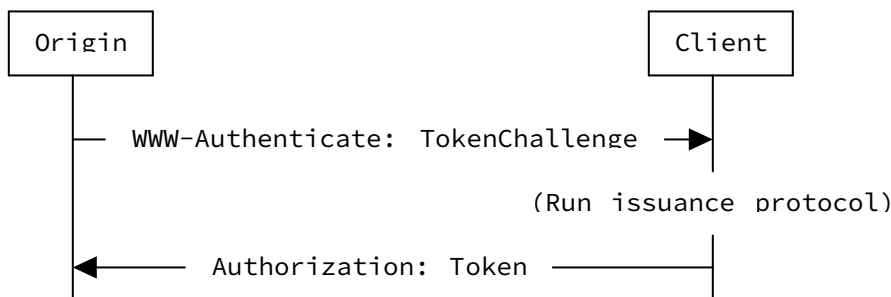 Origin
Client
WWW-Authenticate: TokenChallenge
(Run issuance protocol)
Authorization: Token